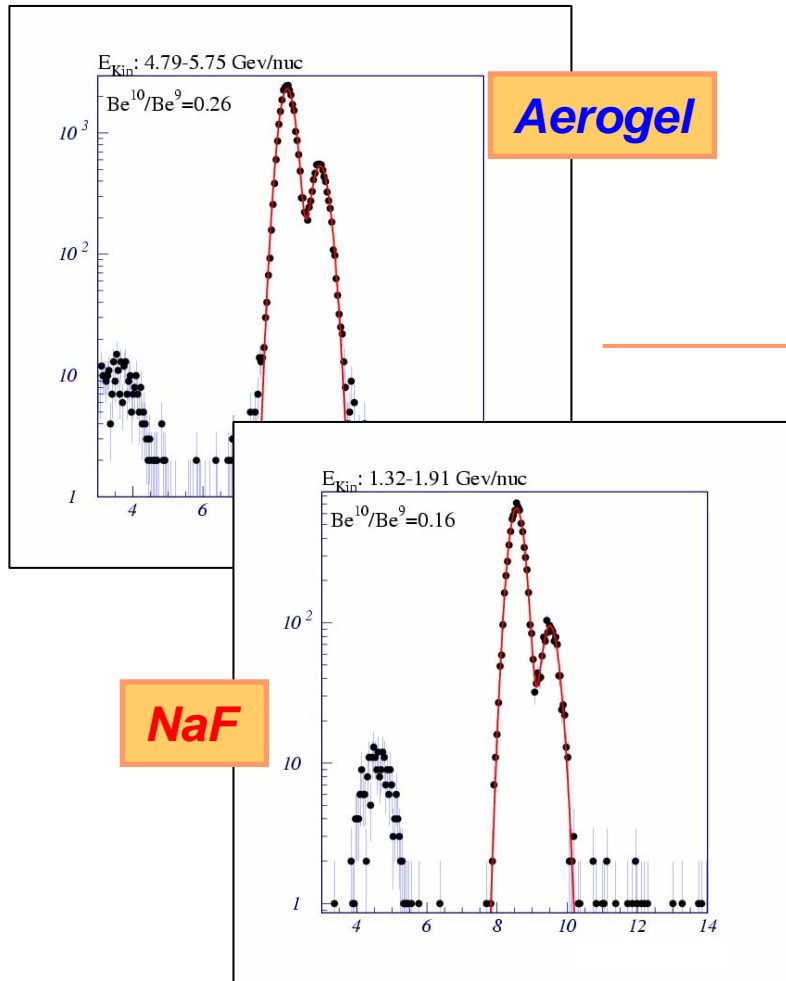 E_Kin: 4.79-5.75 Gev/nuc
Be^10/Be^9=0.26
Aerogel
10^3
10^2
10
1
4 6
E_Kin: 1.32-1.91 Gev/nuc
Be^10/Be^9=0.16
NaF
10^2
10
1
4 6 8 10 12 14